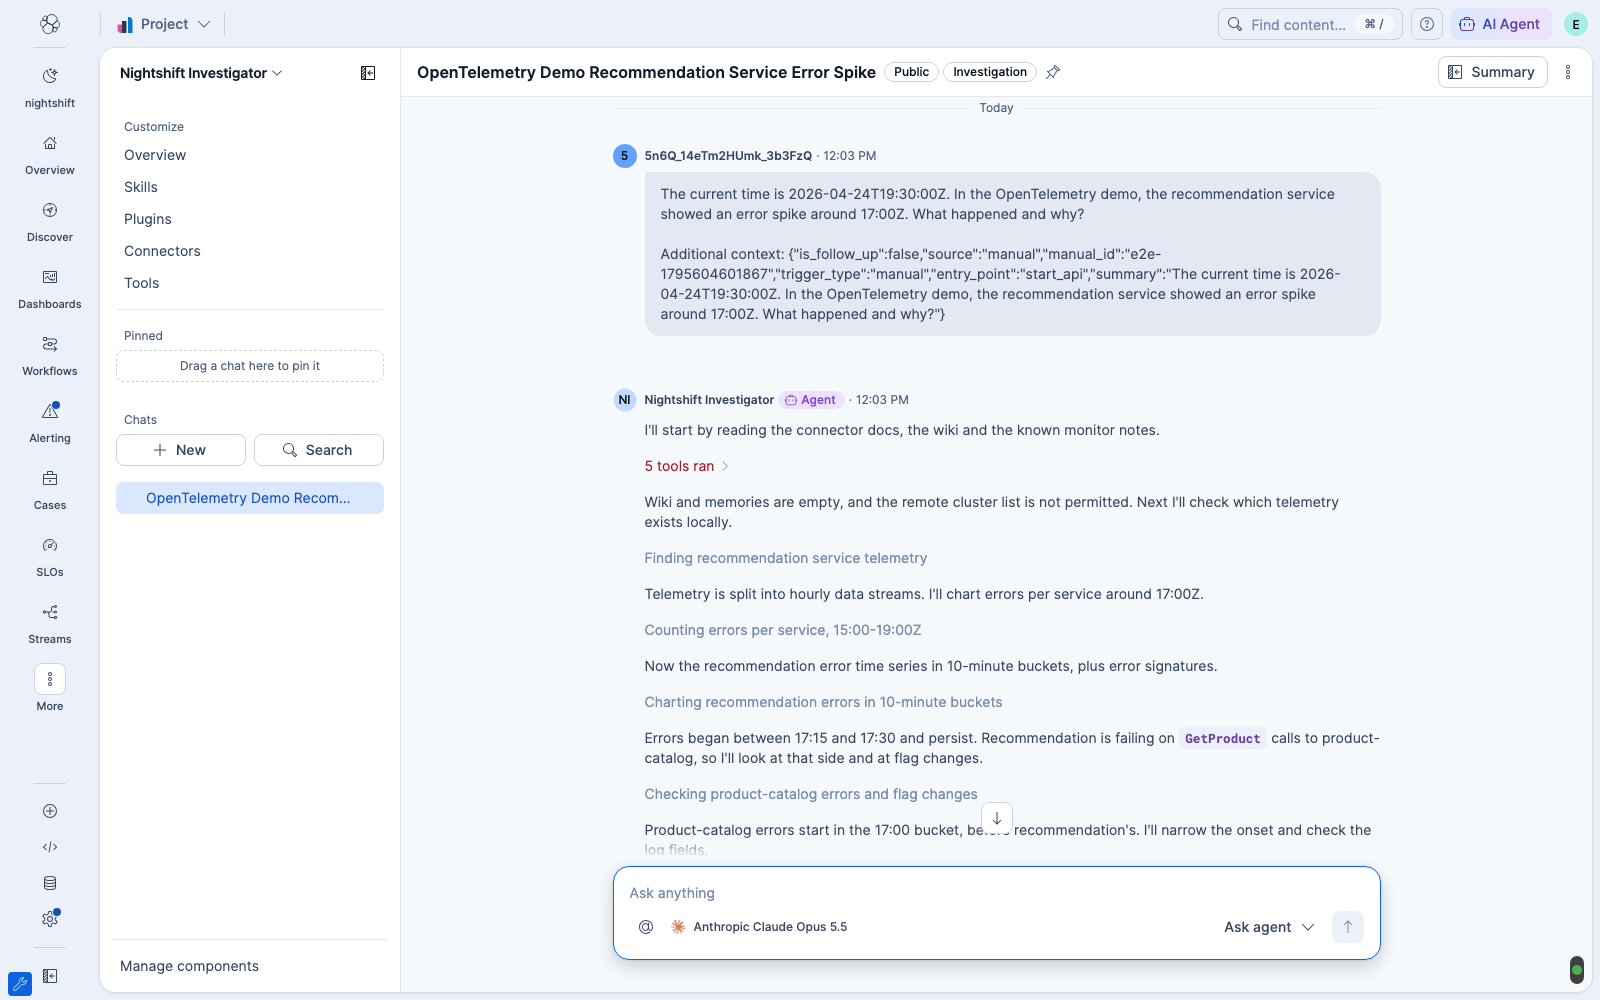 Project
Find content...
⌘ /
AI Agent
E
nightshift
Overview
Discover
Dashboards
Workflows
Alerting
Cases
SLOs
Streams
More
Nightshift Investigator
Customize
Overview
Skills
Plugins
Connectors
Tools
Pinned
Drag a chat here to pin it
Chats
New
Search
OpenTelemetry Demo Recom...
Manage components
OpenTelemetry Demo Recommendation Service Error Spike
Public
Investigation
Summary
Today
5
5n6Q_14eTm2HUmk_3b3FzQ · 12:03 PM
The current time is 2026-04-24T19:30:00Z. In the OpenTelemetry demo, the recommendation service
showed an error spike around 17:00Z. What happened and why?
Additional context: {"is_follow_up":false,"source":"manual","manual_id":"e2e-
1795604601867","trigger_type":"manual","entry_point":"start_api","summary":"The current time is 2026-
04-24T19:30:00Z. In the OpenTelemetry demo, the recommendation service showed an error spike
around 17:00Z. What happened and why?"}
NI
Nightshift Investigator Agent · 12:03 PM
I'll start by reading the connector docs, the wiki and the known monitor notes.
5 tools ran
Wiki and memories are empty, and the remote cluster list is not permitted. Next I'll check which telemetry
exists locally.
Finding recommendation service telemetry
Telemetry is split into hourly data streams. I'll chart errors per service around 17:00Z.
Counting errors per service, 15:00-19:00Z
Now the recommendation error time series in 10-minute buckets, plus error signatures.
Charting recommendation errors in 10-minute buckets
Errors began between 17:15 and 17:30 and persist. Recommendation is failing on GetProduct calls to product-
catalog, so I'll look at that side and at flag changes.
Checking product-catalog errors and flag changes
Product-catalog errors start in the 17:00 bucket, before recommendation's. I'll narrow the onset and check the
log fields.
Ask anything
@
Anthropic Claude Opus 5.5
Ask agent